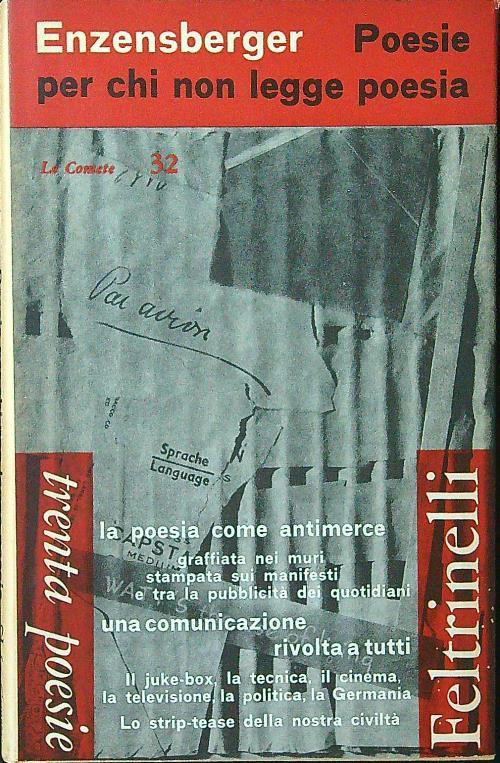 Enzensberger Poesie
per chi non legge poesia
Le Comete 32
Par avion
Sprache
Language
la poesia come antimerce
CAPSTA
MEDIU
graffiata nei muri
stampata sui manifesti
e tra la pubblicità dei quotidiani
una comunicazione
rivolta a tutti
Il juke-box, la tecnica, il cinema,
la televisione, la politica, la Germania
Lo strip-tease della nostra civiltà
trenta poesie
Feltrinelli